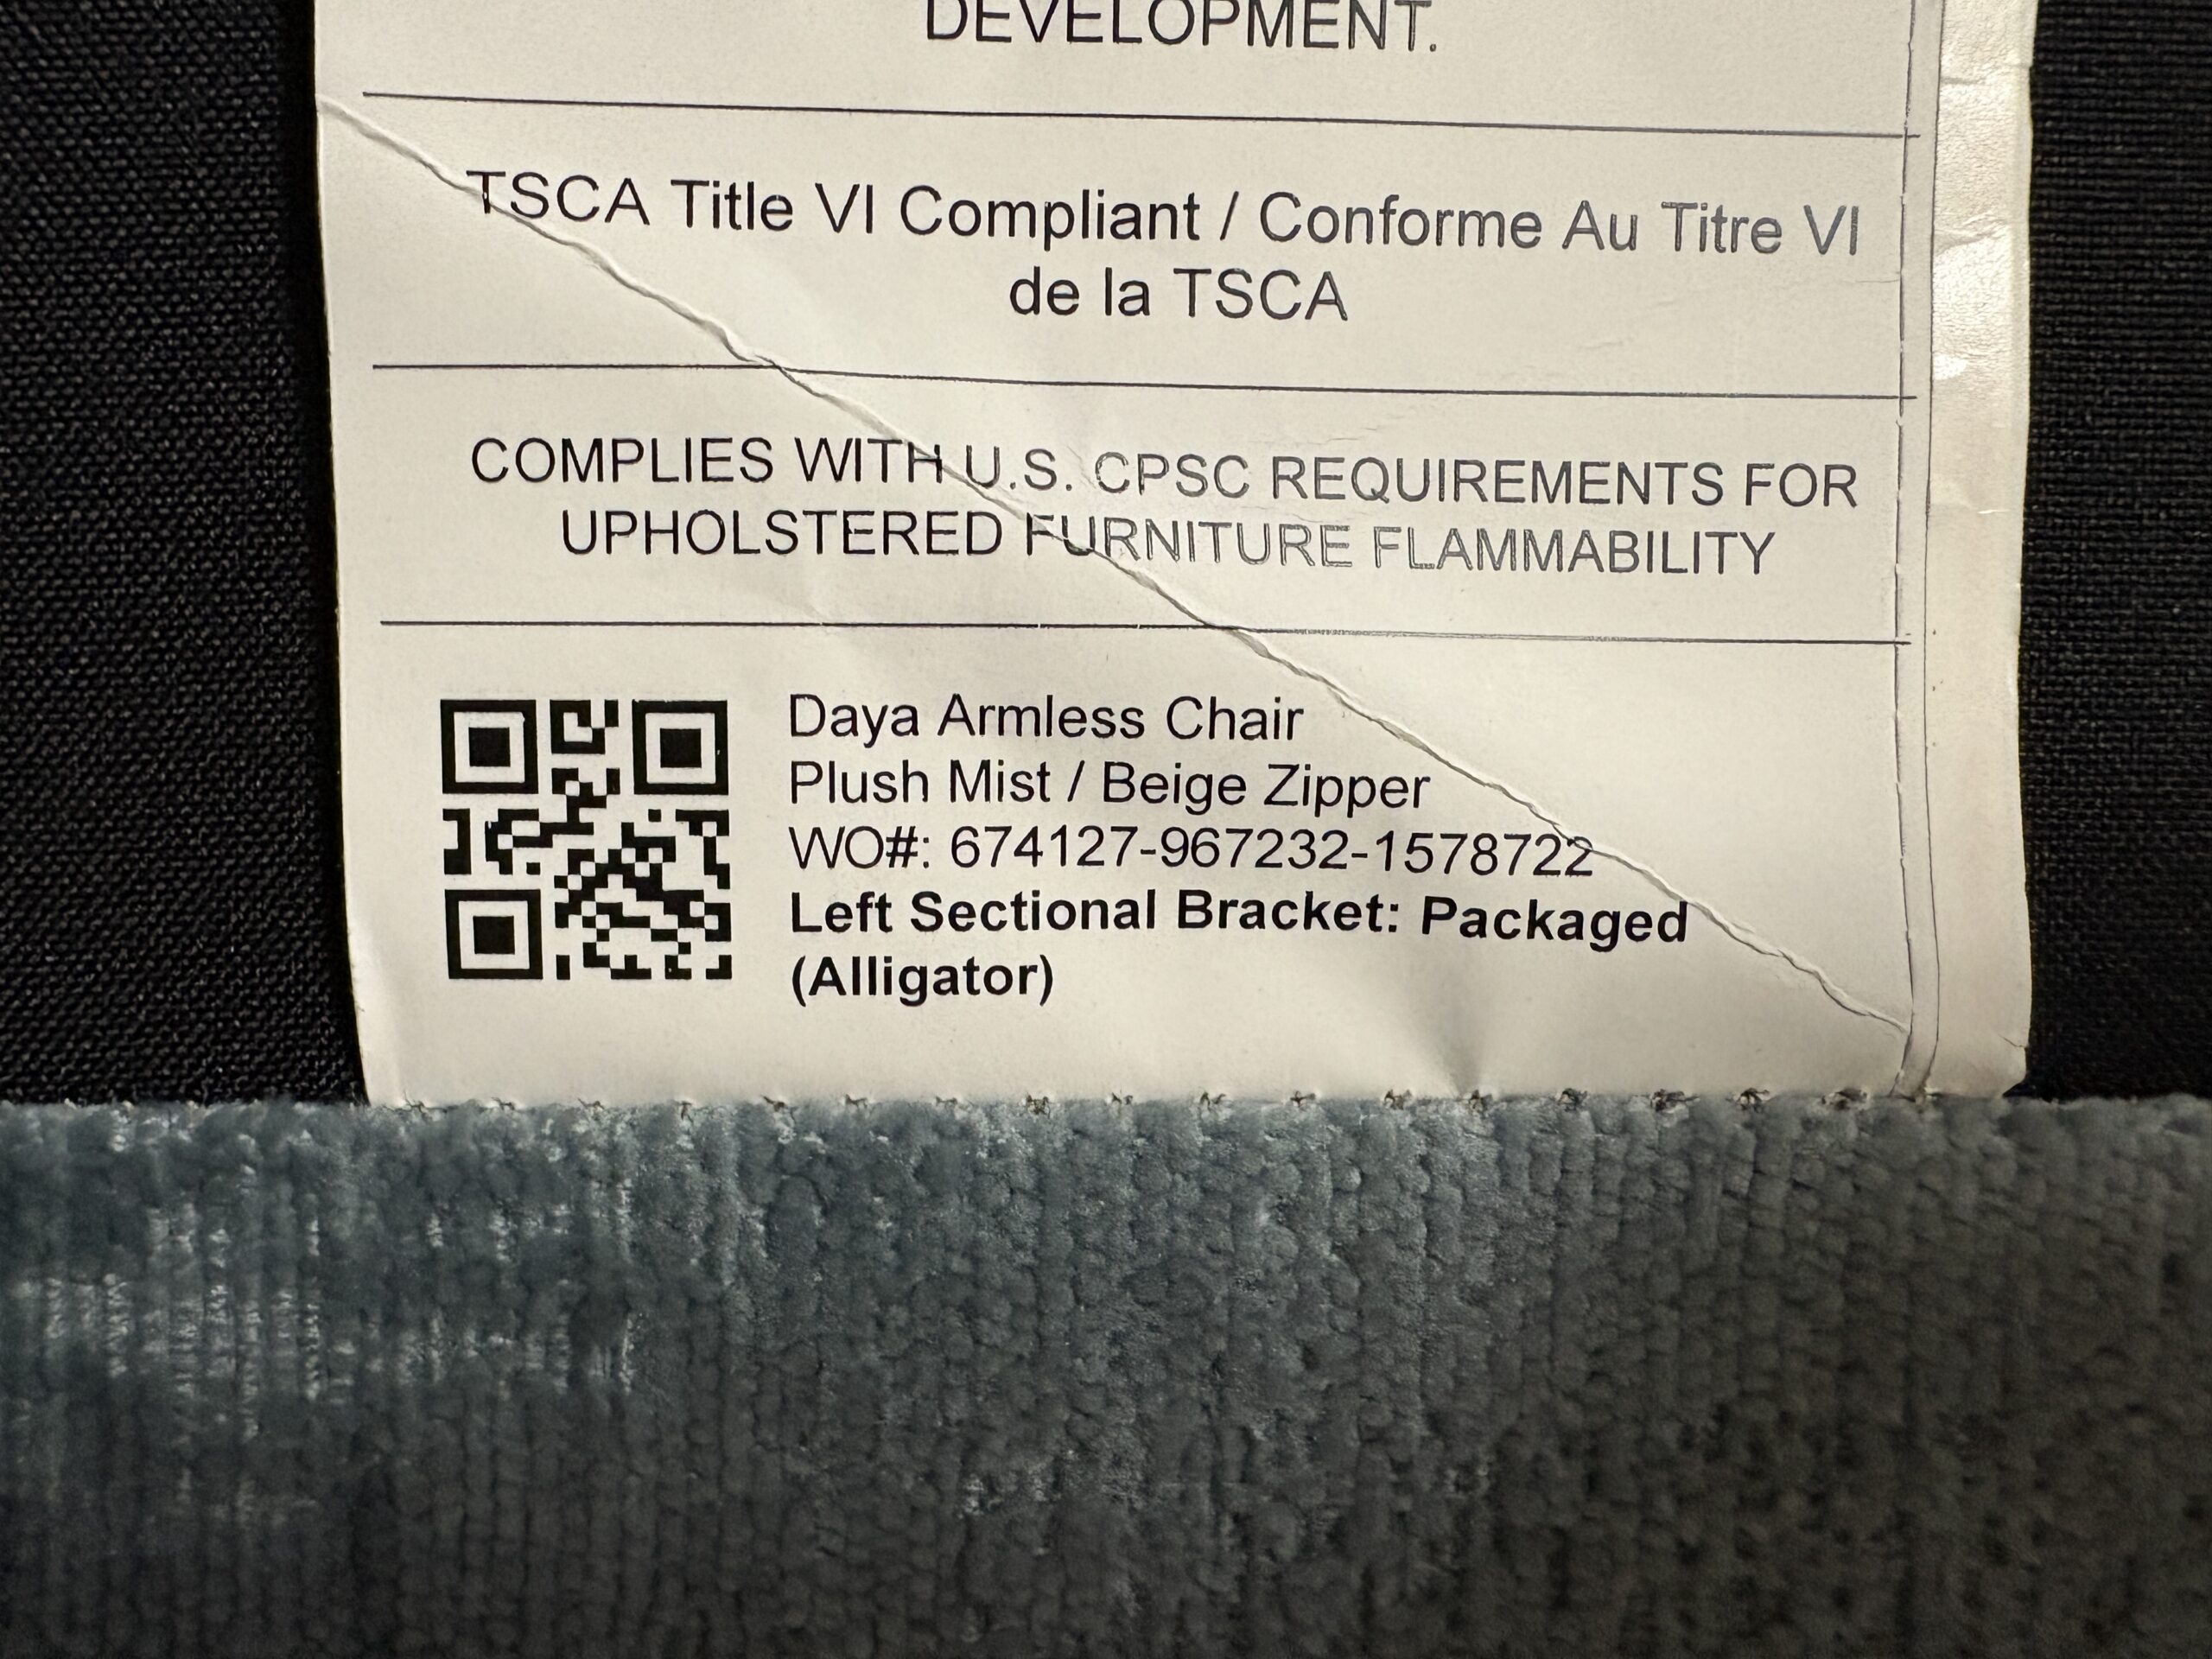 DEVELOPMENT.
TSCA Title VI Compliant / Conforme Au Titre VI
de la TSCA
COMPLIES WITH U.S. CPSC REQUIREMENTS FOR
UPHOLSTERED FURNITURE FLAMMABILITY
Daya Armless Chair
Plush Mist / Beige Zipper
WO#: 674127-967232-1578722
Left Sectional Bracket: Packaged
(Alligator)